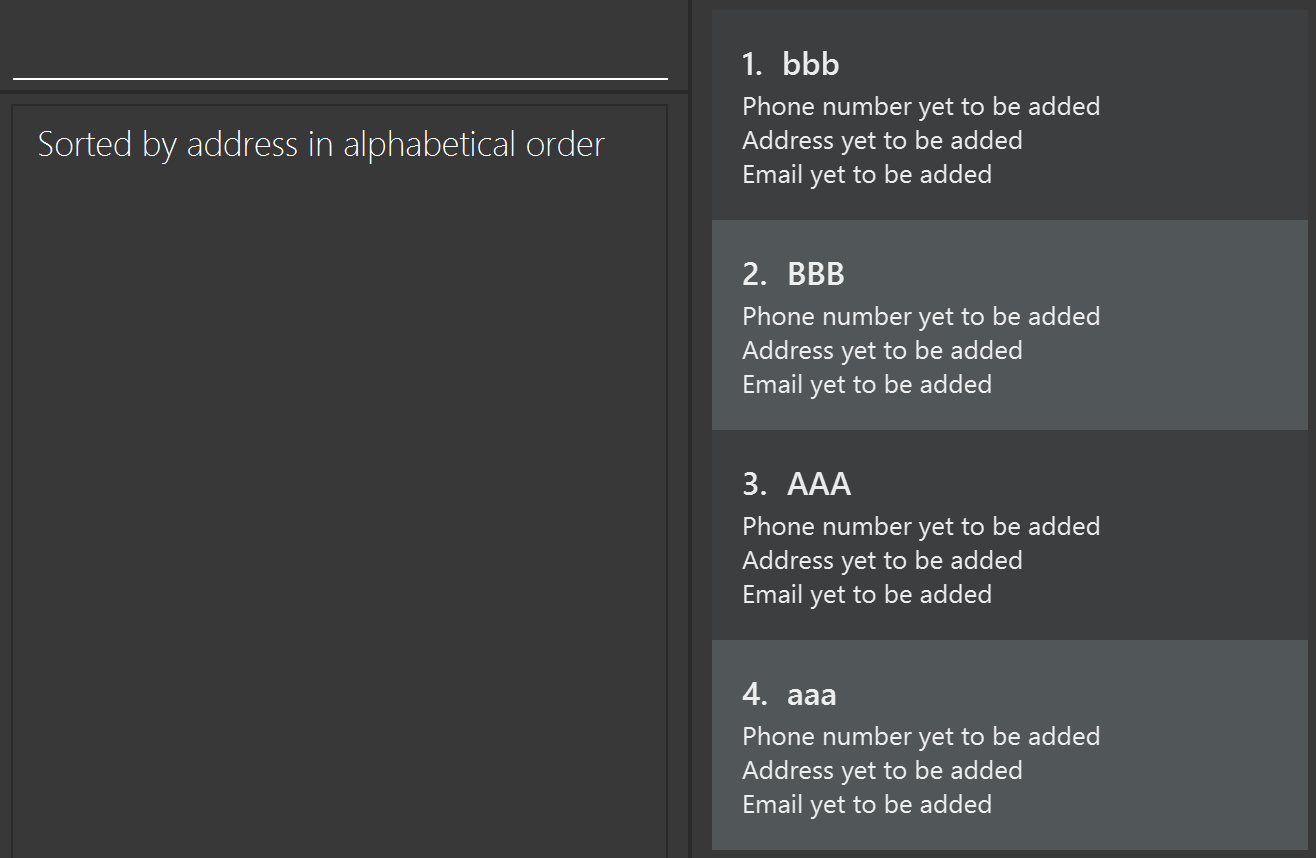 Sorted by address in alphabetical order
1. bbb
Phone number yet to be added
Address yet to be added
Email yet to be added
2. BBB
Phone number yet to be added
Address yet to be added
Email yet to be added
3. AAA
Phone number yet to be added
Address yet to be added
Email yet to be added
4. aaa
Phone number yet to be added
Address yet to be added
Email yet to be added